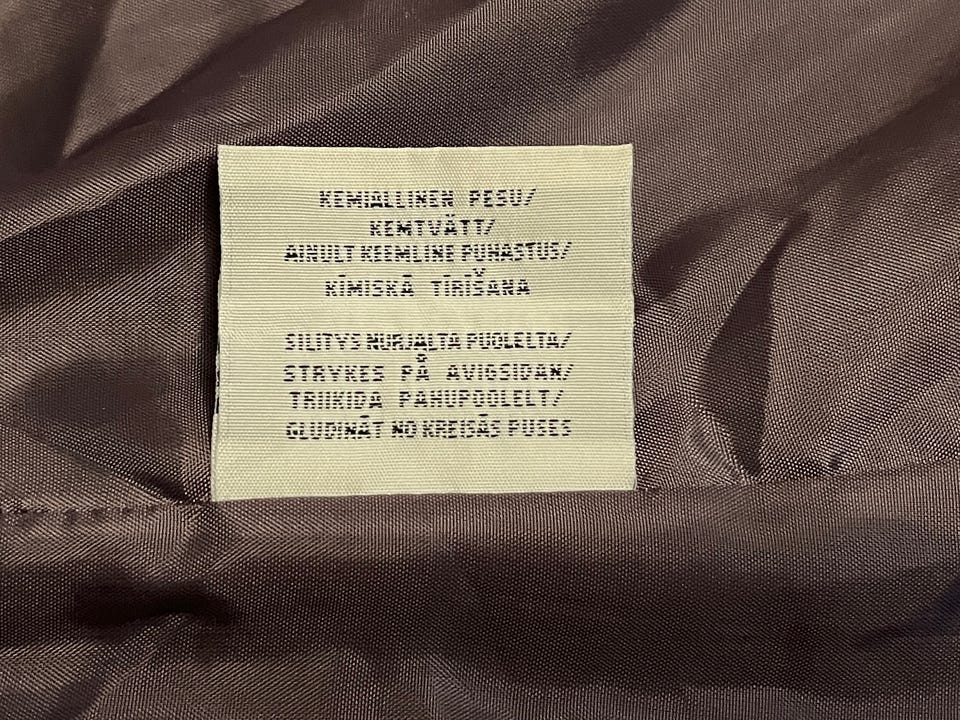 KEMIALLINEN PESU/
KEMTVÄTT/
AINULT KEEMLINE PUHASTUS/
ĶĪMISKĀ TĪRĪŠANA
SILITYS NURJALTA PUOLELTA/
STRYKES PÅ AVIGSIDAN/
TRIIKIDA PAHUPOOLELT/
GLUDINĀT NO KREISĀS PUSES